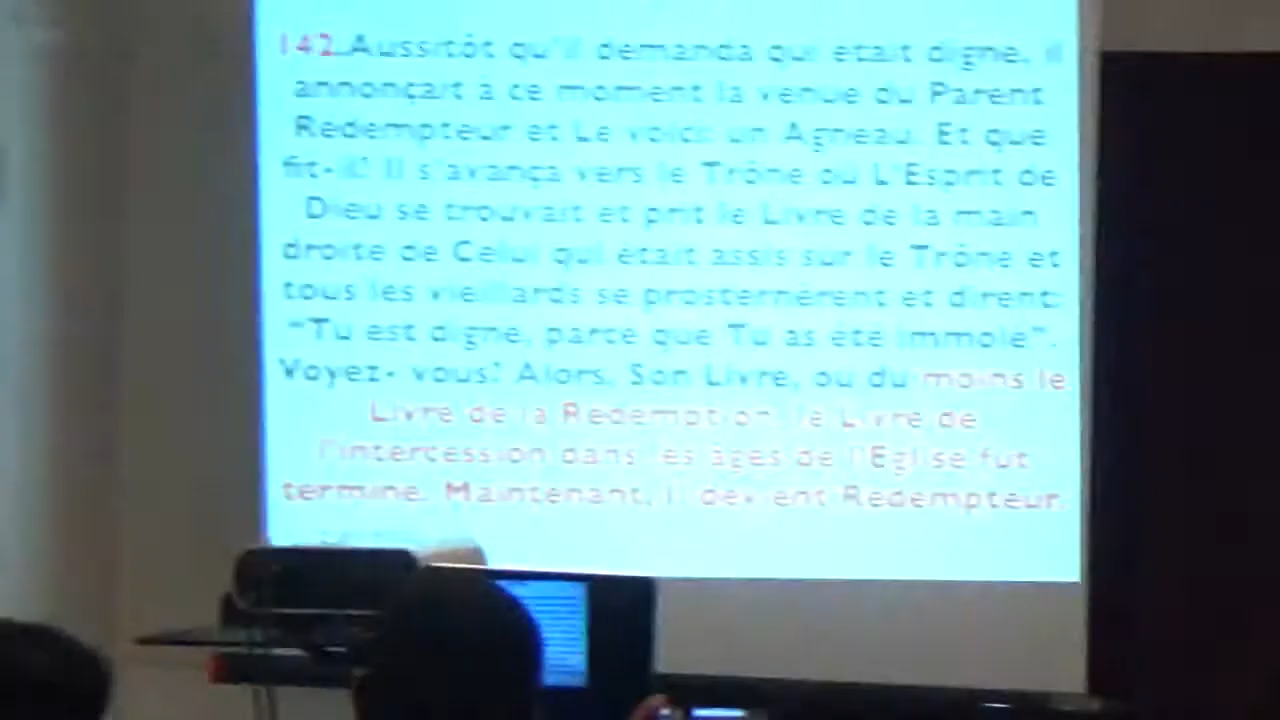 142.Aussitôt qu'il demanda qui était digne, il
annonçait à ce moment la venue du Parent
Rédempteur et Le voici: un Agneau. Et que
fit-il? Il s'avança vers le Trône où L'Esprit de
Dieu se trouvait et prit le Livre de la main
droite de Celui qui était assis sur le Trône et
tous les vieillards se prosternèrent et dirent:
"Tu est digne, parce que Tu as été immolé".
Voyez- vous? Alors, Son Livre, ou du moins le
Livre de la Rédemption, le Livre de
l'intercession dans les âges de l'Eglise fut
terminé. Maintenant, Il devient Rédempteur.